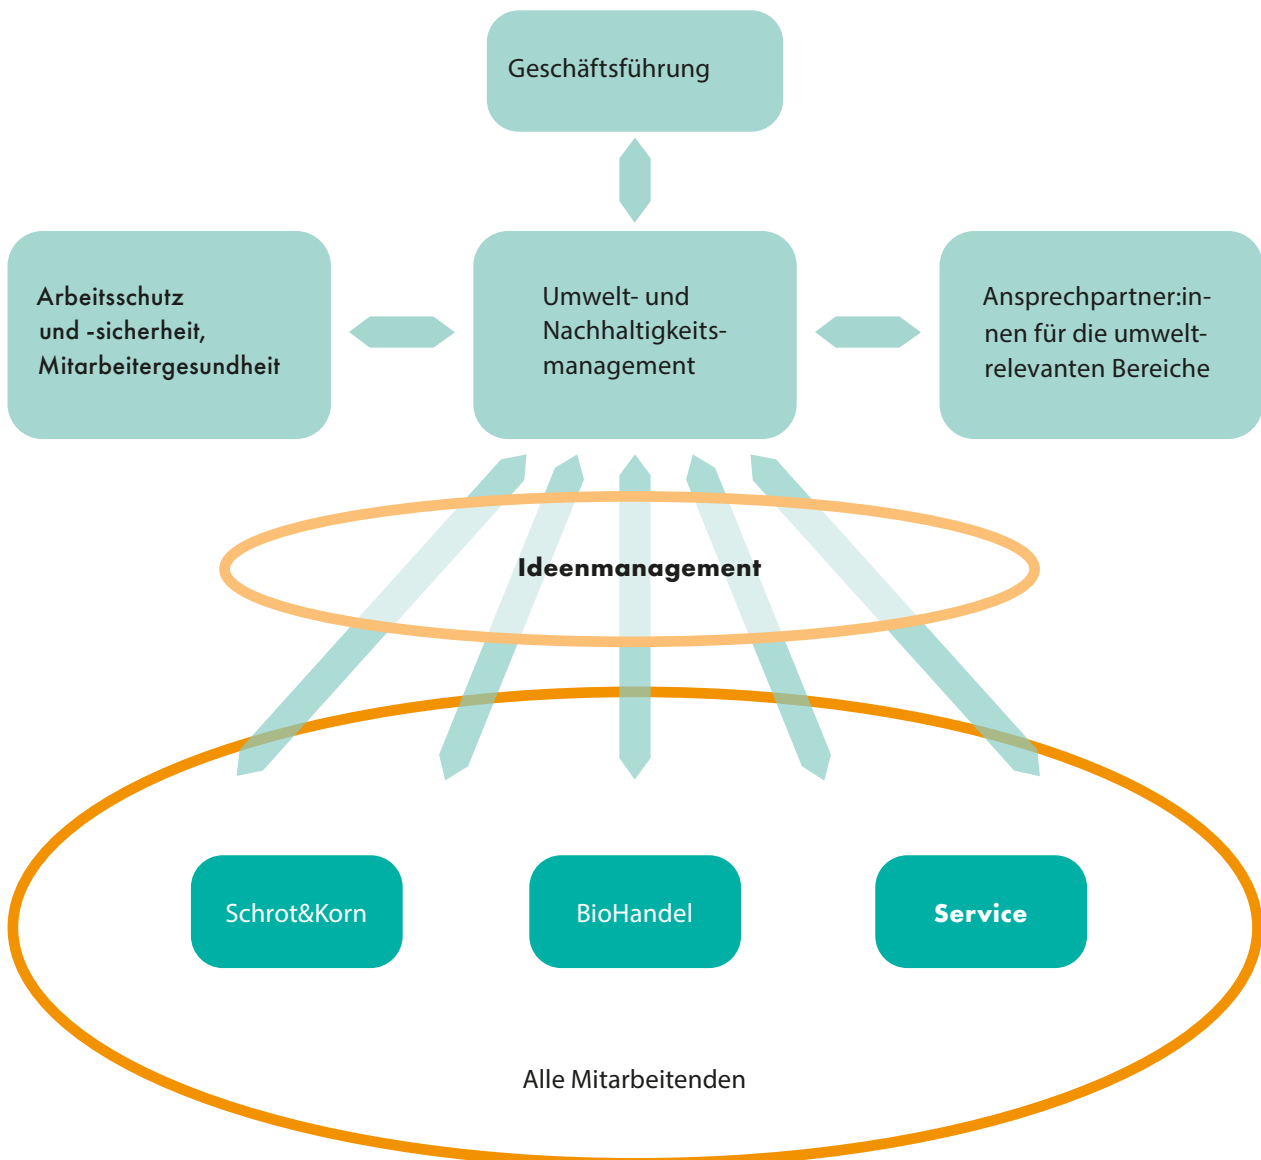 Geschäftsführung
Arbeitsschutz
und -sicherheit,
Mitarbeitergesundheit
Umwelt- und
Nachhaltigkeits-
management
Ansprechpartner:in-
nen für die umwelt-
relevanten Bereiche
Ideenmanagement
Schrot&Korn
BioHandel
Service
Alle Mitarbeitenden